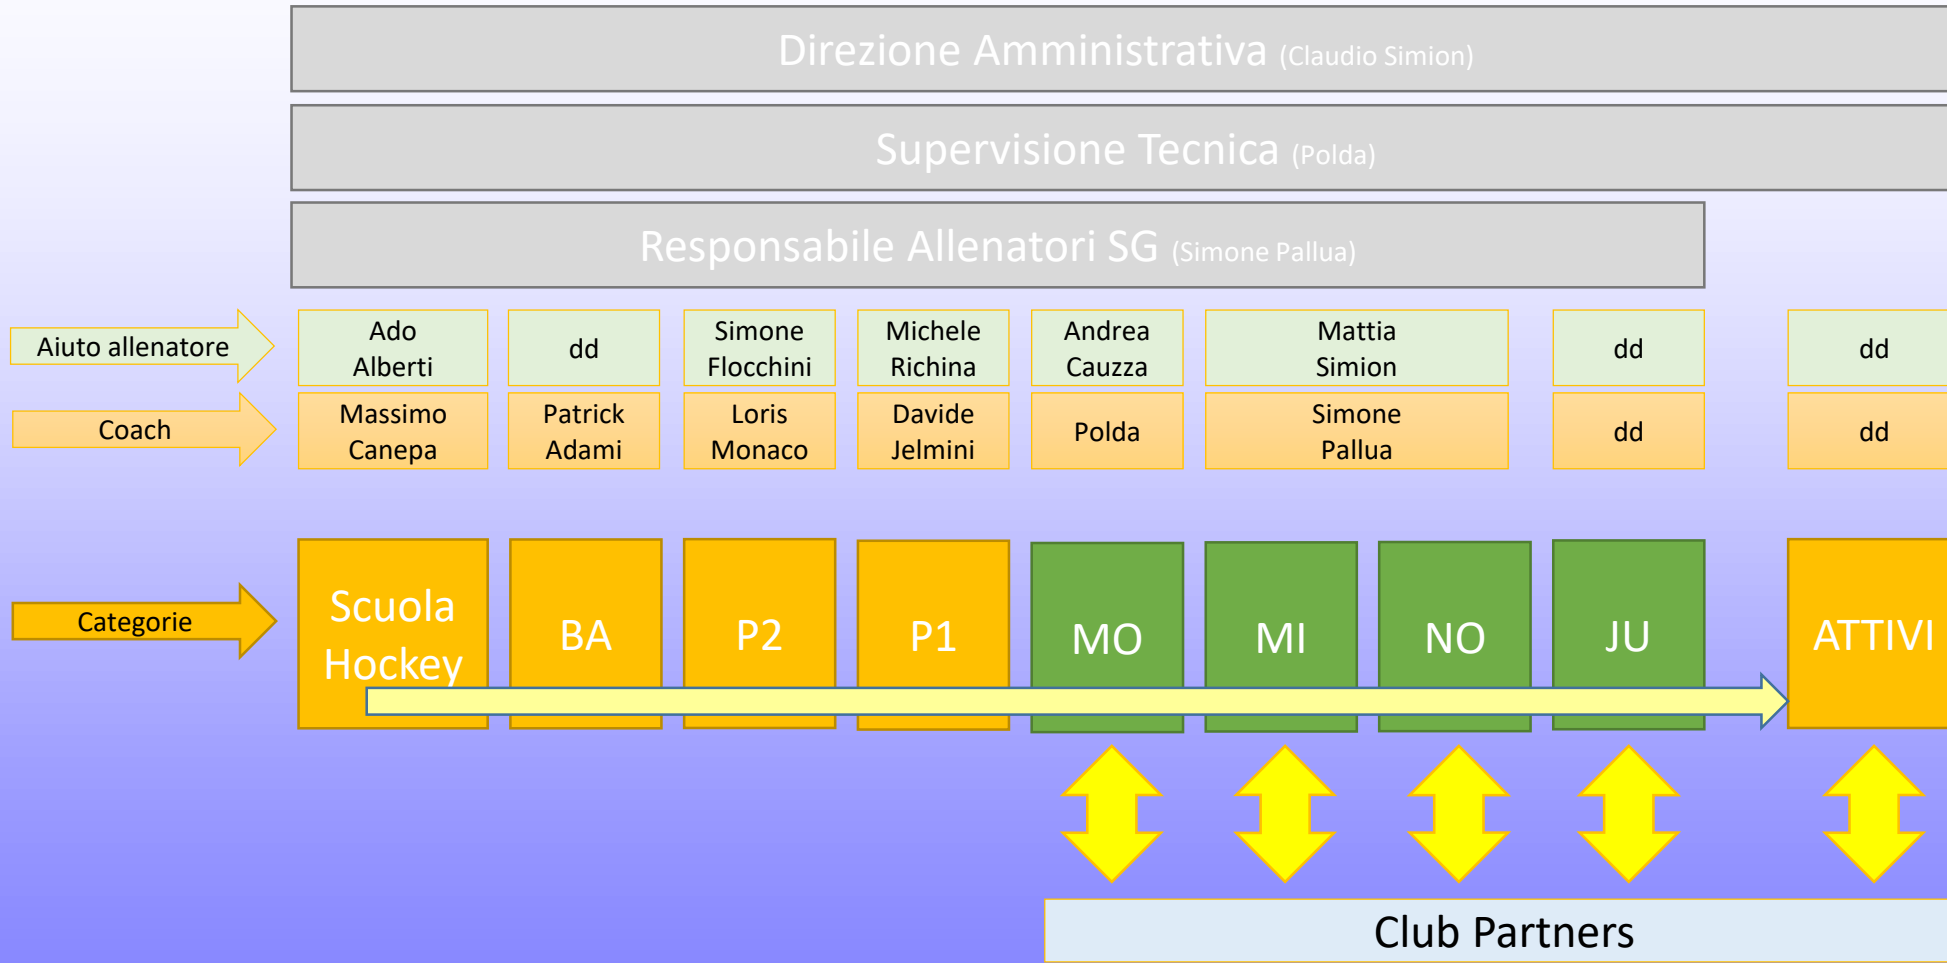 Direzione Amministrativa (Claudio Simion)
Supervisione Tecnica (Polda)
Responsabile Allenatori SG (Simone Pallua)
Aiuto allenatore
Ado
Alberti
dd
Simone
Flocchini
Michele
Richina
Andrea
Cauzza
Mattia
Simion
dd
dd
Coach
Massimo
Canepa
Patrick
Adami
Loris
Monaco
Davide
Jelmini
Polda
Simone
Pallua
dd
dd
Categorie
Scuola
Hockey
BA
P2
P1
MO
MI
NO
JU
ATTIVI
Club Partners